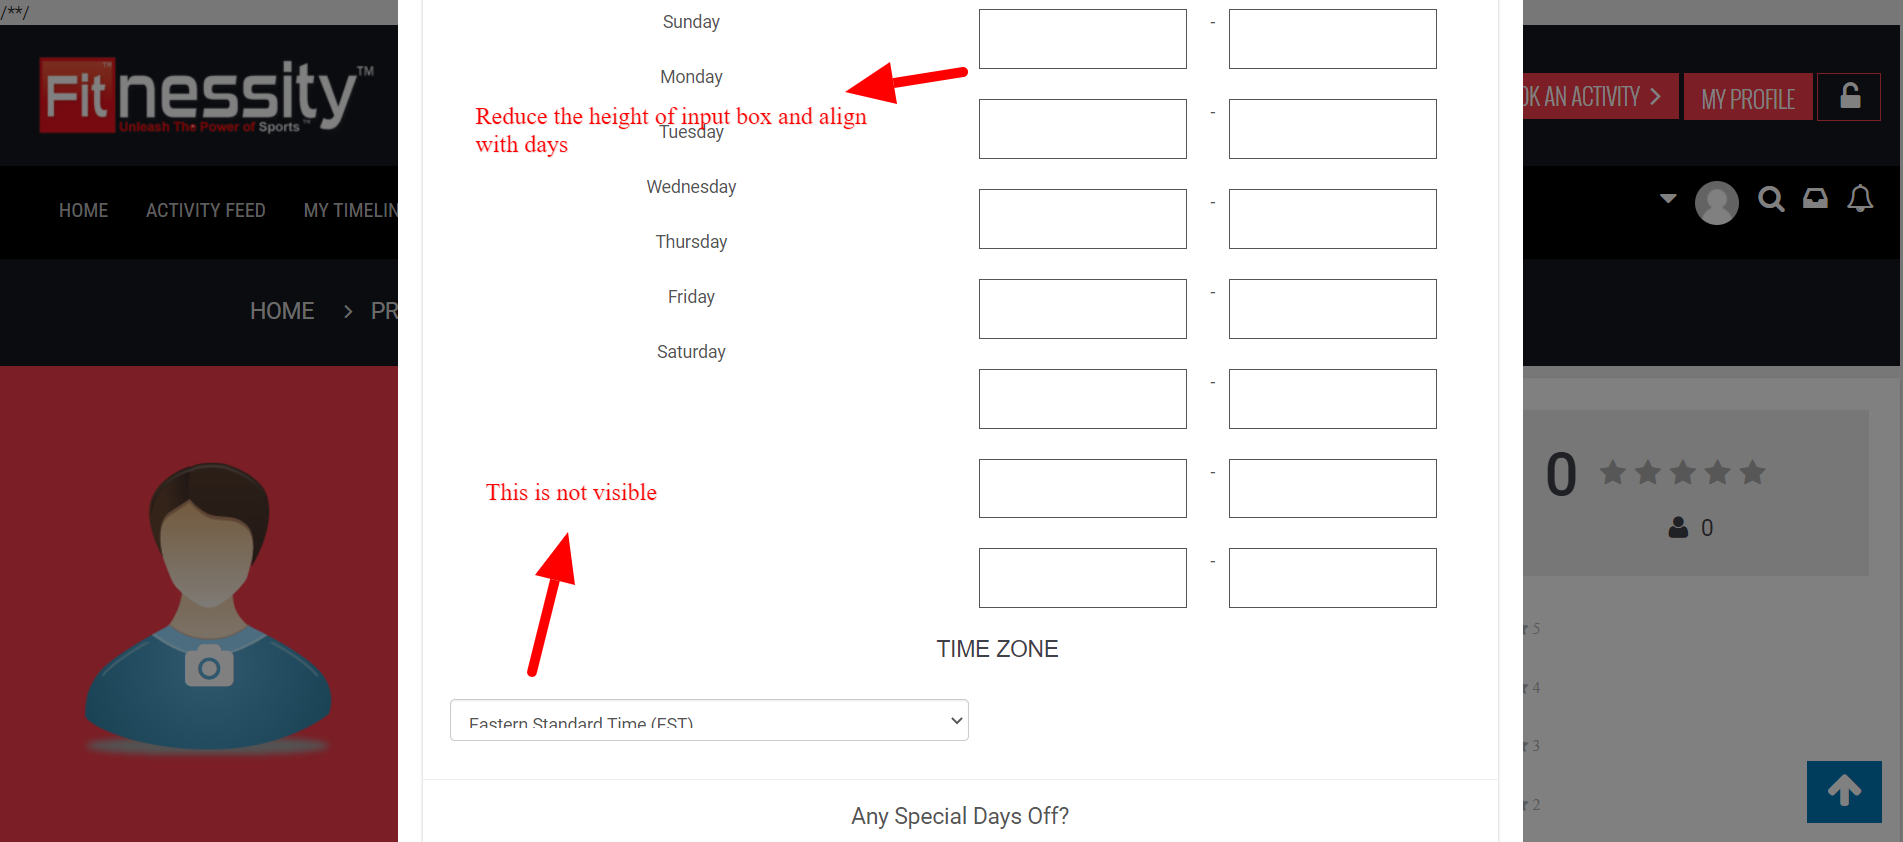 /**/
Fitnessity™
Unleash The Power of Sports™
HOME ACTIVITY FEED MY TIMELIN
HOME > PR
Sunday -
Monday
Reduce the height of input box and align
with days
Tuesday -
Wednesday
Thursday -
Friday -
Saturday
-
-
-
This is not visible
TIME ZONE
Eastern Standard Time (EST)
Any Special Days Off?
OK AN ACTIVITY >
MY PROFILE
0
0
5
4
3
2